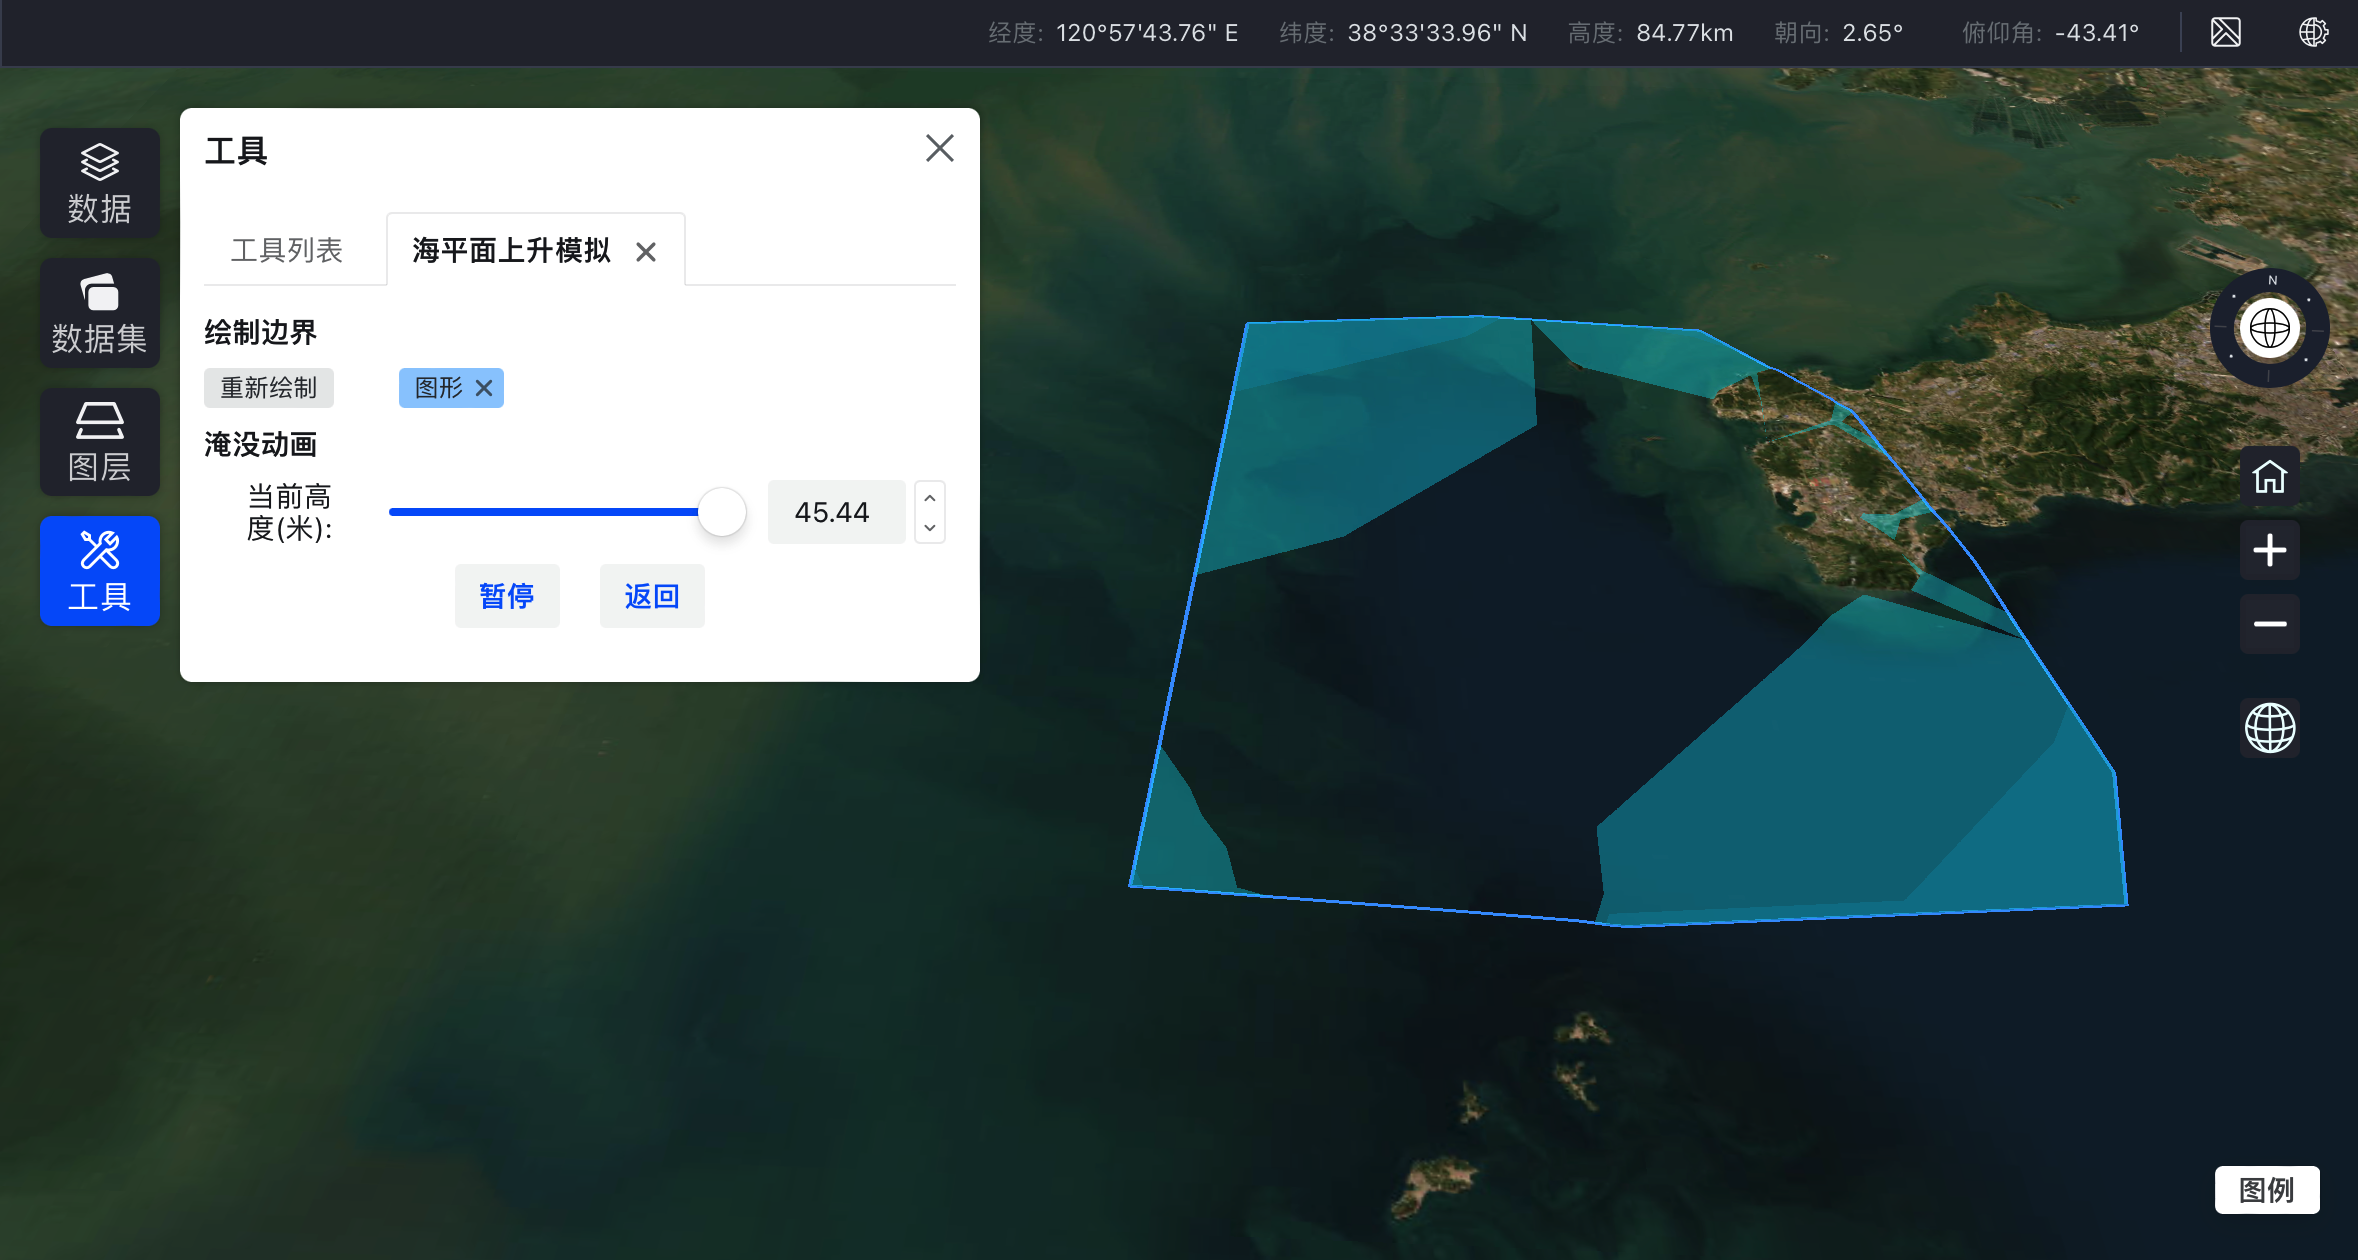 经度: 120°57'43.76" E 纬度: 38°33'33.96" N 高度: 84.77km 朝向: 2.65° 俯仰角: -43.41°
数据
数据集
图层
工具
工具
工具列表 海平面上升模拟
绘制边界
重新绘制 图形
淹没动画
当前高
度(米):
45.44
暂停 返回
N
图例